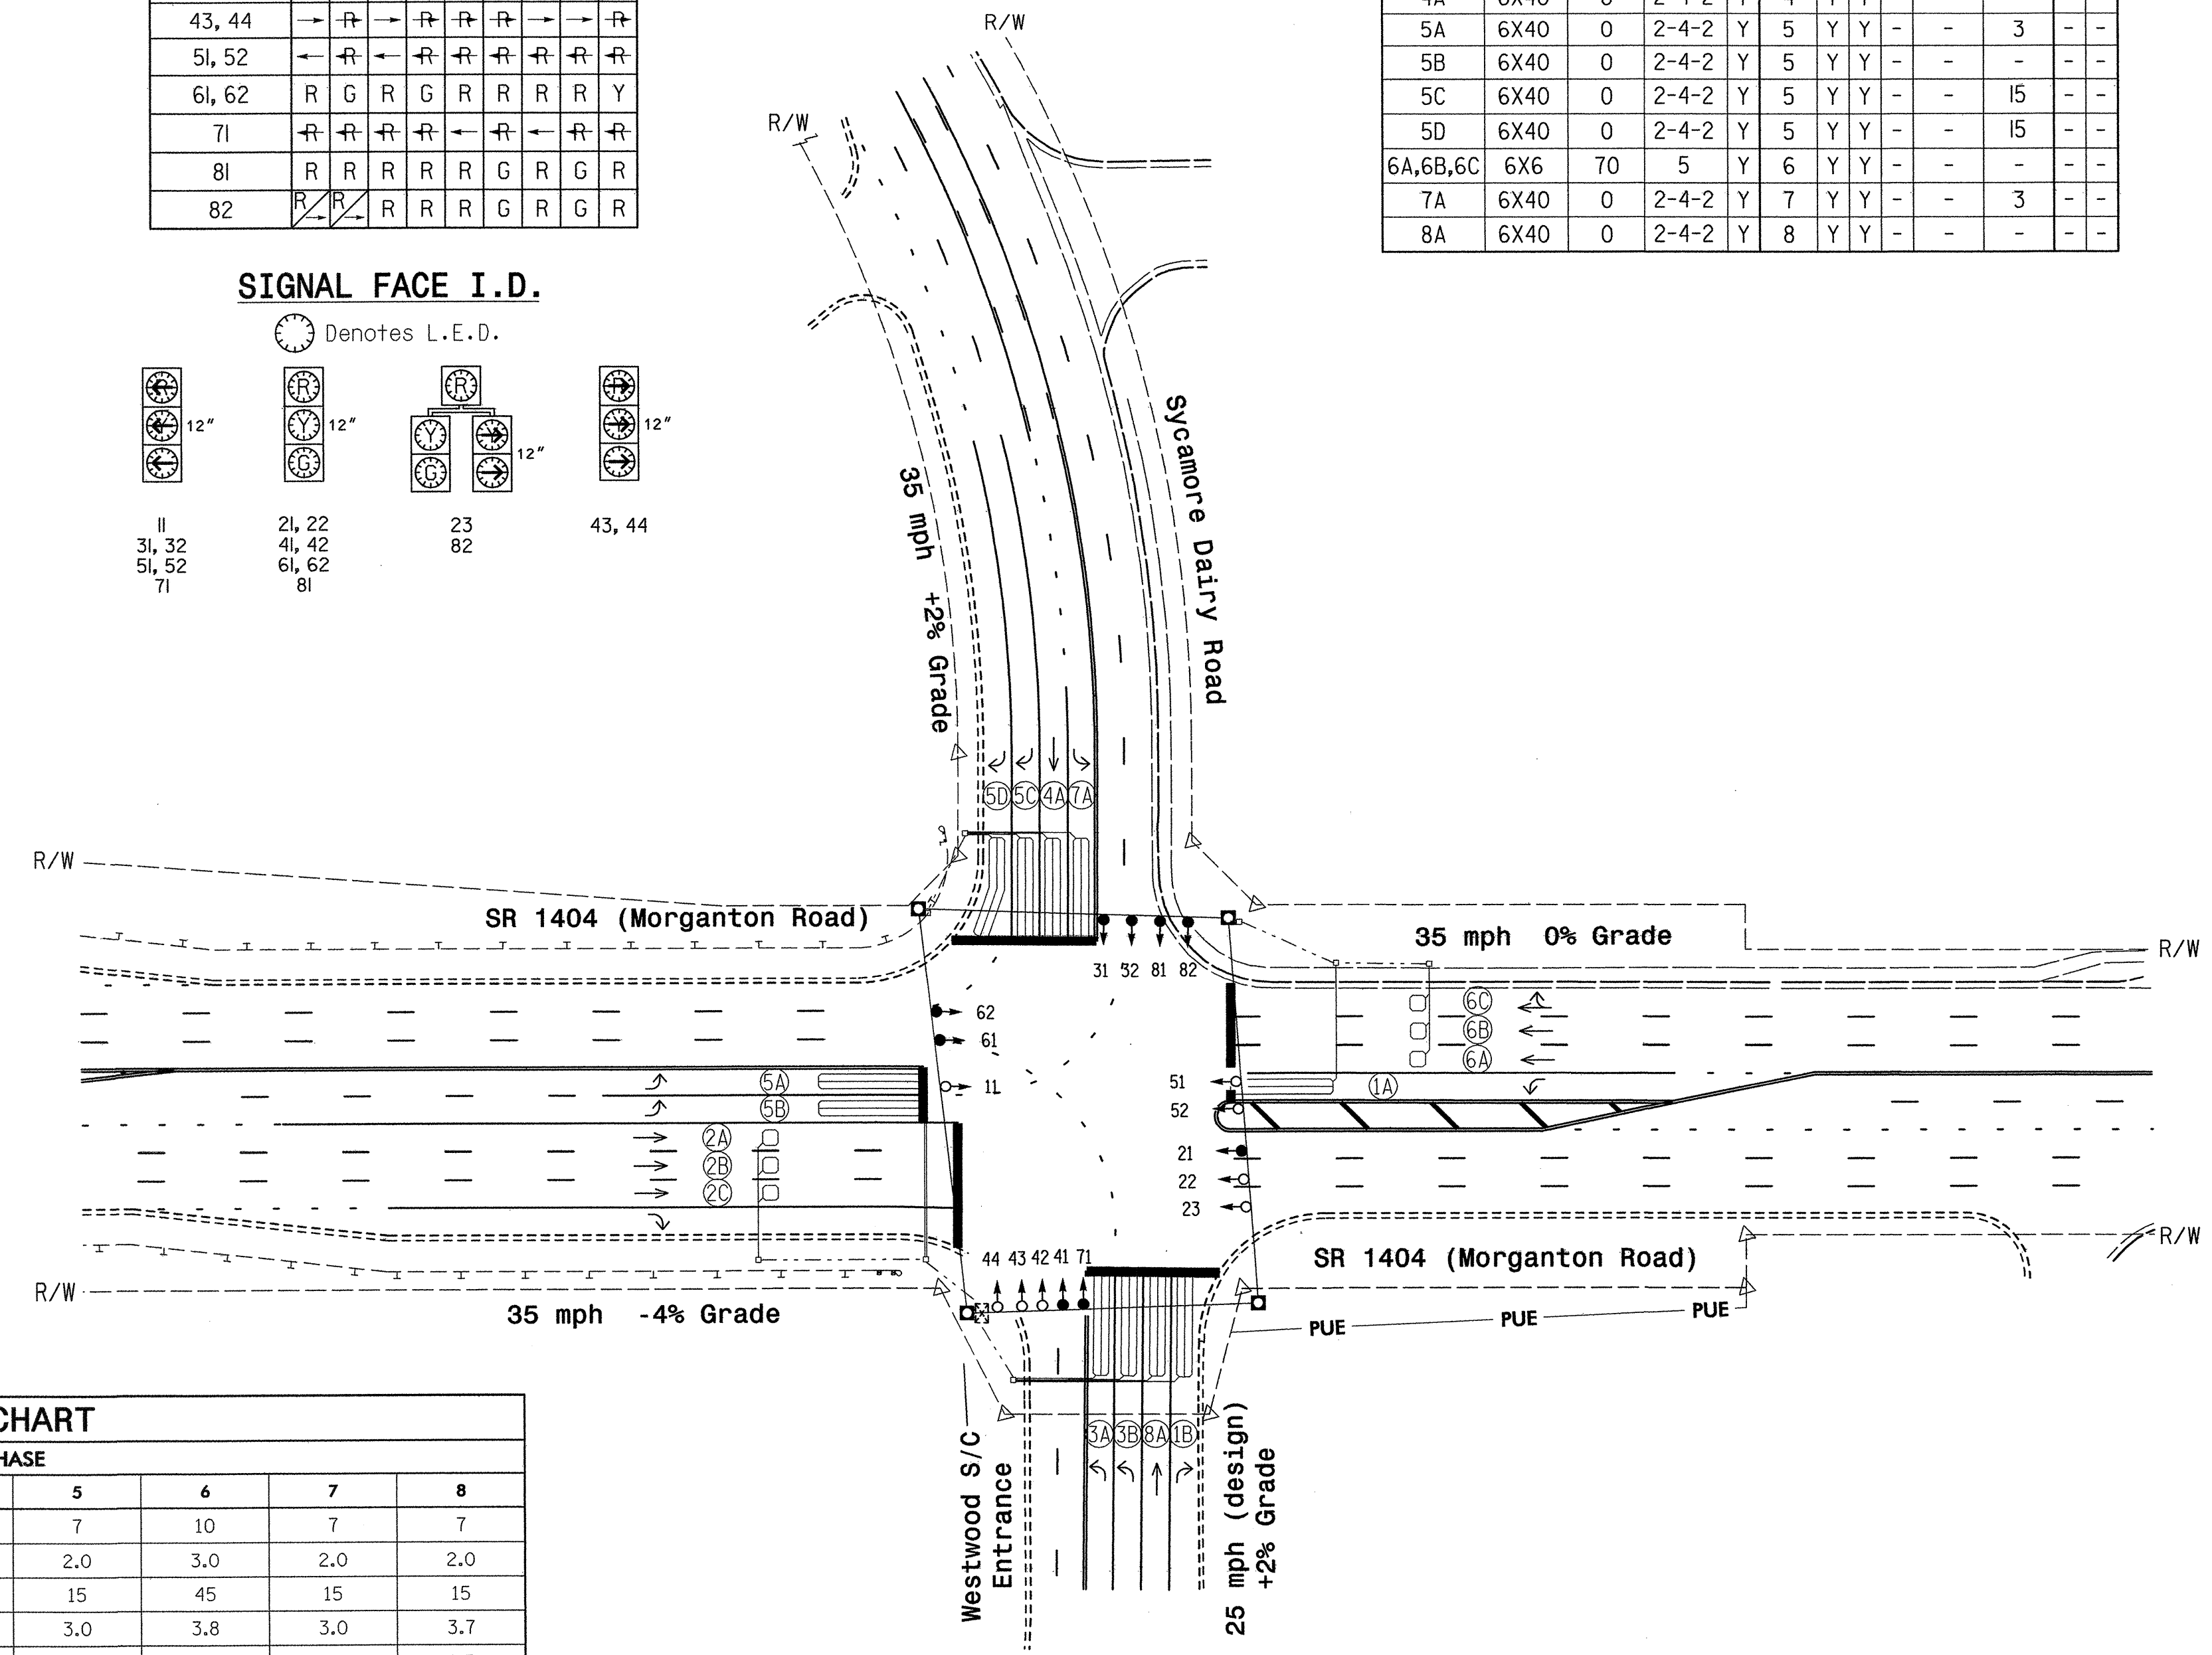 43, 44 → R → R R R → → R
51, 52 ← R ← R R R R R R
61, 62 R G R G R R R R Y
71 R R R R ← R ← R R
81 R R R R R G R G R
82 R R R R R G R G R
SIGNAL FACE I.D.
Denotes L.E.D.
R R R R
Y 12" Y 12" Y Y 12" Y 12"
G G
11
31, 32
51, 52
71
21, 22
41, 42
61, 62
81
23
82
43, 44
5A 6X40 0 2-4-2 Y 5 Y Y - - 3 - -
5B 6X40 0 2-4-2 Y 5 Y Y - - - - -
5C 6X40 0 2-4-2 Y 5 Y Y - - 15 - -
5D 6X40 0 2-4-2 Y 5 Y Y - - 15 - -
6A,6B,6C 6X6 70 5 Y 6 Y Y - - - - -
7A 6X40 0 2-4-2 Y 7 Y Y - - 3 - -
8A 6X40 0 2-4-2 Y 8 Y Y - - - - -
R/W
R/W
35 mph +2% Grade
Sycamore Dairy Road
5D 5C 4A 7A
R/W
SR 1404 (Morganton Road)
35 mph 0% Grade
R/W
31 32 81 82
62
61
11
5A
5B
2A
2B
2C
6C
6B
6A
1A
51
52
21
22
23
44 43 42 41 71
SR 1404 (Morganton Road)
R/W
R/W
35 mph -4% Grade
PUE PUE PUE
3A 3B 8A 1B
Westwood S/C
Entrance
25 mph (design)
+2% Grade
CHART
HASE
5 6 7 8
7 10 7 7
2.0 3.0 2.0 2.0
15 45 15 15
3.0 3.8 3.0 3.7